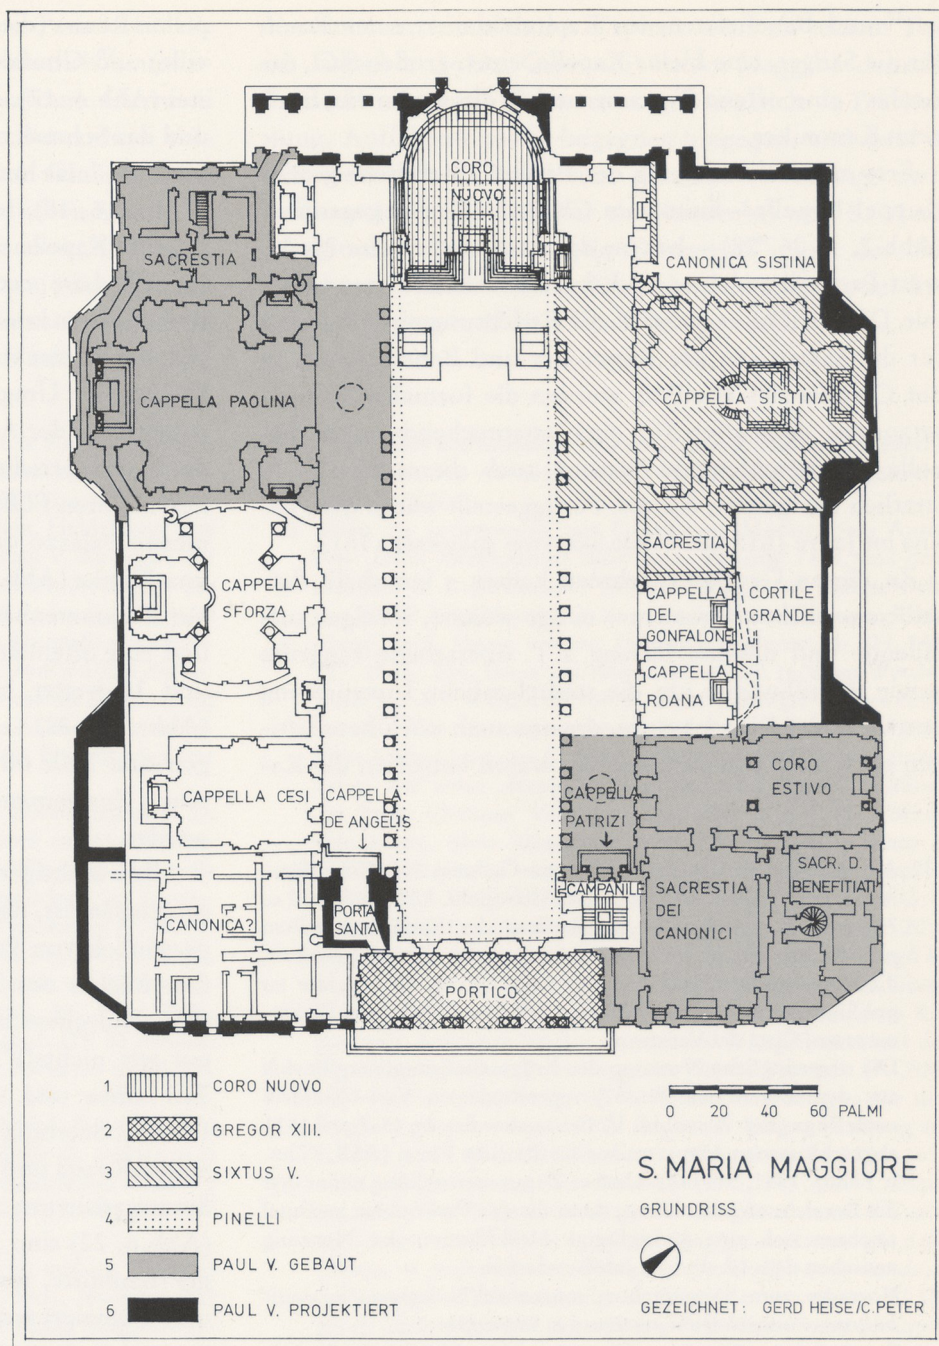 CORO
NUOVO
SACRESTIA
CANONICA SISTINA
CAPPELLA PAOLINA
CAPPELLA SISTINA
SACRESTIA
CAPPELLA
SFORZA
CAPPELLA
DEL
GONFALON
CORTILE
GRANDE
CAPPELLA
ROANA
CORO
ESTIVO
CAPPELLA CESI
CAPPELLA
DE ANGELIS
CAPPELLA
PATRIZI
CANONICA?
PORTA
SANTA
CAMPANILE
SACRESTIA
DEI
CANONICI
SACR. D.
BENEFITIATI
PORTICO
1 CORO NUOVO
2 GREGOR XIII.
3 SIXTUS V.
4 PINELLI
5 PAUL V. GEBAUT
6 PAUL V. PROJEKTIERT
0 20 40 60 PALMI
S. MARIA MAGGIORE
GRUNDRISS
GEZEICHNET: GERD HEISE/C.PETER